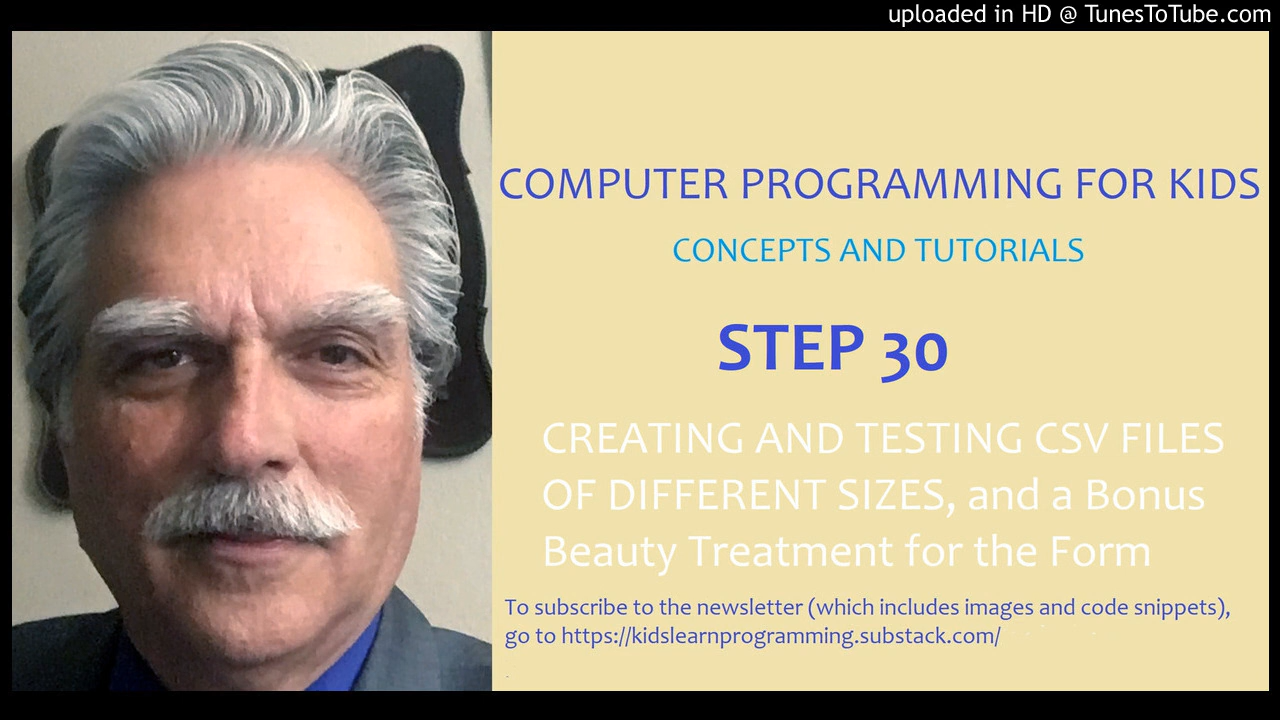 uploaded in HD @ TunesToTube.com
COMPUTER PROGRAMMING FOR KIDS
CONCEPTS AND TUTORIALS
STEP 30
CREATING AND TESTING CSV FILES
OF DIFFERENT SIZES, and a Bonus
Beauty Treatment for the Form
To subscribe to the newsletter (which includes images and code snippets),
go to https://kidslearnprogramming.substack.com/